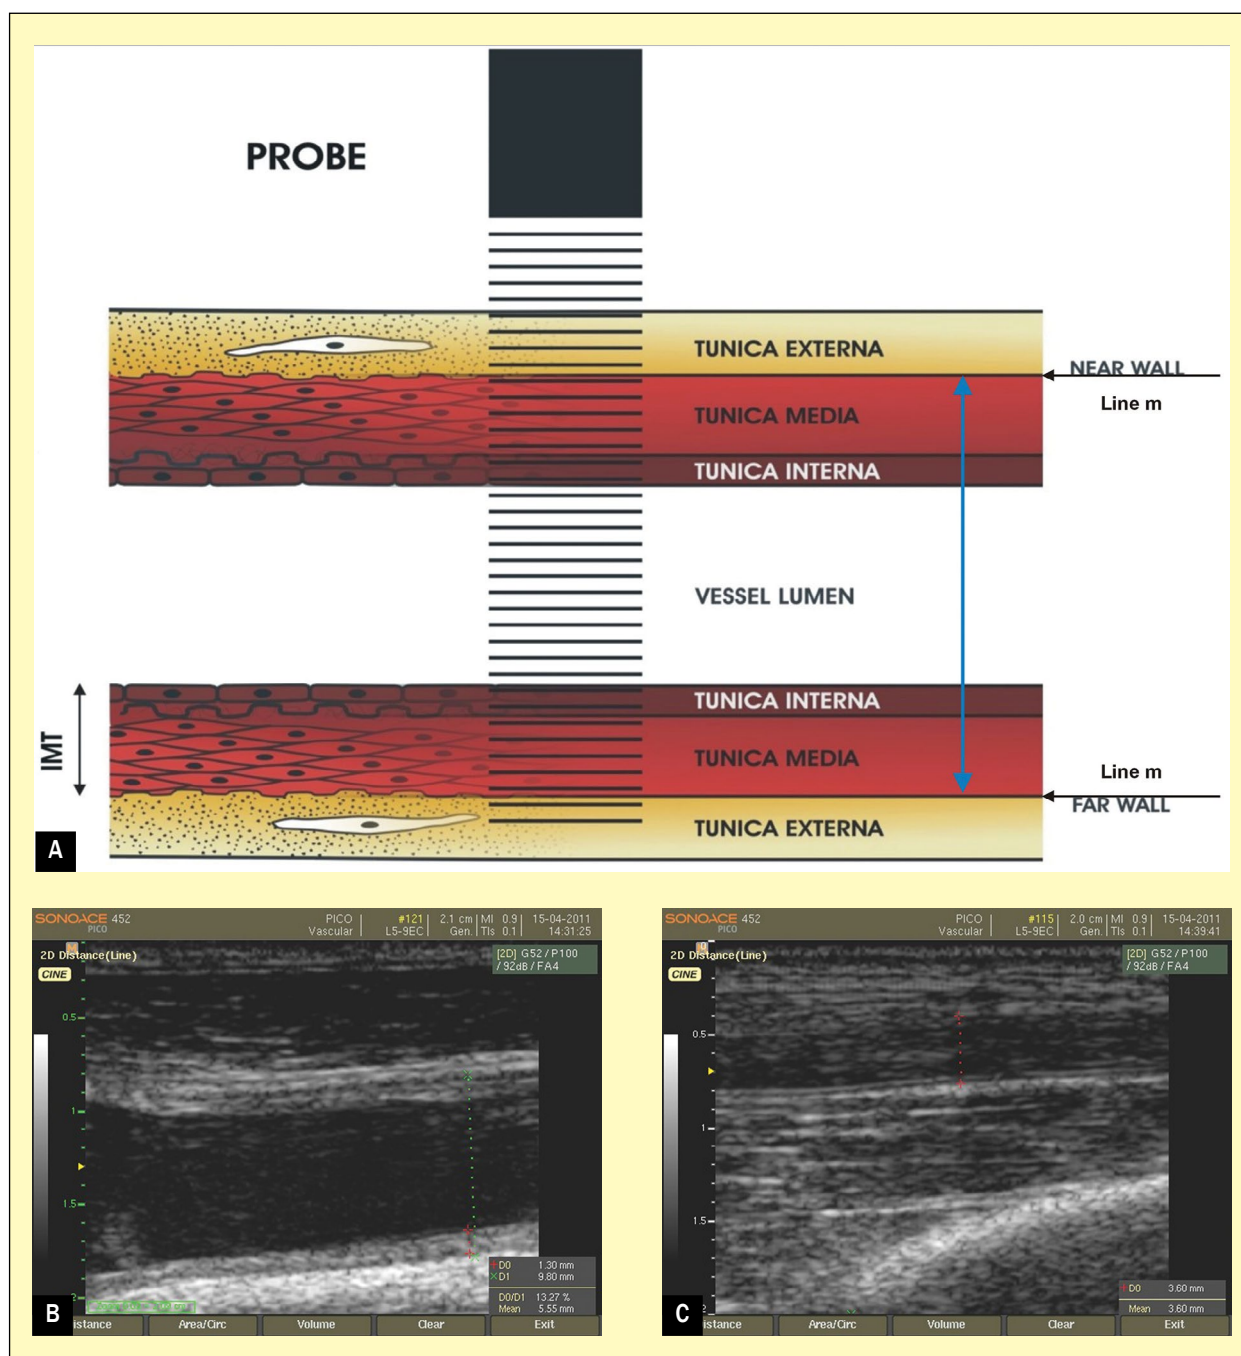 PROBE
TUNICA EXTERNA
NEAR WALL
Line m
TUNICA MEDIA
TUNICA INTERNA
VESSEL LUMEN
IMT
TUNICA INTERNA
TUNICA MEDIA
Line m
FAR WALL
TUNICA EXTERNA
A
SONOACE 452
PICO
PICO
Vascular
#121
L5-9EC
2.1 cm | MI 0.9
Gen. | TIs 0.1
15-04-2011
14:31:25
2D Distance(Line)
CINE
[2D] G52 / P100
/ 92dB / FA4
0.5
1
1.5
2
+ D0 1.30 mm
× D1 9.80 mm
D0/D1 13.27 %
Mean 5.55 mm
B
istance
Area/Circ
Volume
Clear
Exit
SONOACE 452
PICO
PICO
Vascular
#115
L5-9EC
2.0 cm | MI 0.9
Gen. | TIs 0.1
15-04-2011
14:39:41
2D Distance(Line)
CINE
[2D] G52 / P100
/ 92dB / FA4
0.5
1
1.5
2
+ D0 3.60 mm
Mean 3.60 mm
C
istance
Area/Circ
Volume
Clear
Exit